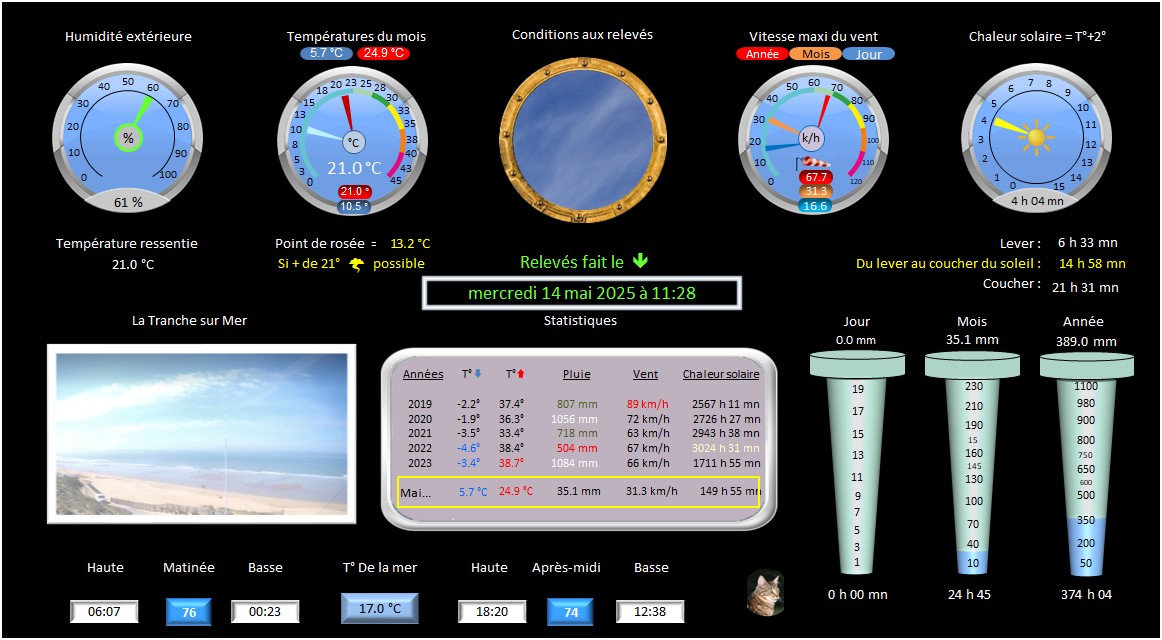 Humidité extérieure
Températures du mois
5.7 °C 24.9 °C
Conditions aux relevés
Vitesse maxi du vent
Année Mois Jour
Chaleur solaire = T°+2°
0 10 20 30 40 50 60 70 80 90 100
%
61 %
0 3 5 8 10 13 15 18 20 23 25 28 30 33 35 38 40 43 45
°C
21.0 °C
21.0 °
10.5 °
0 10 20 30 40 50 60 70 80 90 100 110 120
k/h
67.7
31.3
16.6
0 1 2 3 4 5 6 7 8 9 10 11 12 13 14 15
4 h 04 mn
Température ressentie
21.0 °C
Point de rosée = 13.2 °C
Si + de 21° possible
Relevés fait le
mercredi 14 mai 2025 à 11:28
Lever : 6 h 33 mn
Du lever au coucher du soleil : 14 h 58 mn
Coucher : 21 h 31 mn
La Tranche sur Mer
Statistiques
Années T° T° Pluie Vent Chaleur solaire
2019 -2.2° 37.4° 807 mm 89 km/h 2567 h 11 mn
2020 -1.9° 36.3° 1056 mm 72 km/h 2726 h 27 mn
2021 -3.5° 33.4° 718 mm 63 km/h 2943 h 38 mn
2022 -4.6° 38.4° 504 mm 67 km/h 3024 h 31 mn
2023 -3.4° 38.7° 1084 mm 66 km/h 1711 h 55 mn
Mai... 5.7 °C 24.9 °C 35.1 mm 31.3 km/h 149 h 55 mn
Jour
0.0 mm
19
17
15
13
11
9
7
5
3
1
0 h 00 mn
Mois
35.1 mm
230
210
190
15
160
145
130
100
70
40
10
24 h 45
Année
389.0 mm
1100
980
900
800
750
650
600
500
350
200
50
374 h 04
Haute Matinée Basse T° De la mer Haute Après-midi Basse
06:07 76 00:23 17.0 °C 18:20 74 12:38